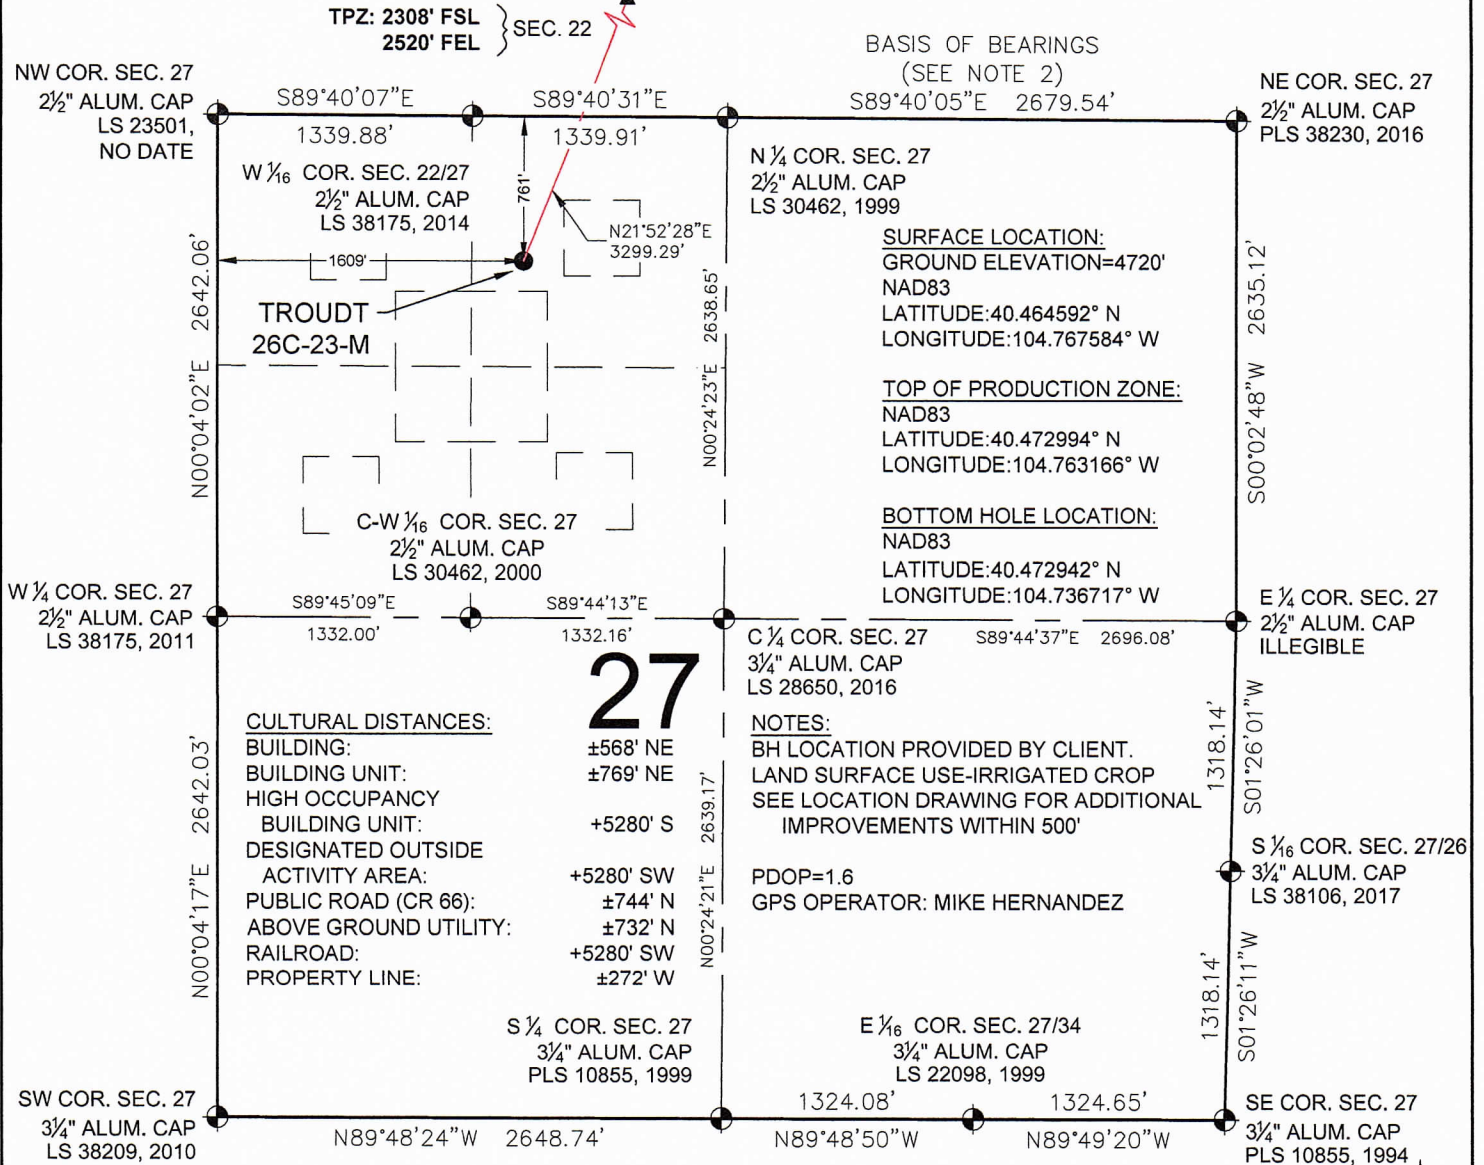 TPZ: 2308' FSL
2520' FEL
SEC. 22
BASIS OF BEARINGS
(SEE NOTE 2)
NW COR. SEC. 27
2½" ALUM. CAP
LS 23501,
NO DATE
S89°40'07"E
1339.88'
S89°40'31"E
1339.91'
S89°40'05"E 2679.54'
NE COR. SEC. 27
2½" ALUM. CAP
PLS 38230, 2016
W 1⁄16 COR. SEC. 22/27
2½" ALUM. CAP
LS 38175, 2014
761'
N ¼ COR. SEC. 27
2½" ALUM. CAP
LS 30462, 1999
N21°52'28"E
3299.29'
1609'
TROUDT
26C-23-M
SURFACE LOCATION:
GROUND ELEVATION=4720'
NAD83
LATITUDE:40.464592° N
LONGITUDE:104.767584° W
TOP OF PRODUCTION ZONE:
NAD83
LATITUDE:40.472994° N
LONGITUDE:104.763166° W
BOTTOM HOLE LOCATION:
NAD83
LATITUDE:40.472942° N
LONGITUDE:104.736717° W
N00°04'02"E 2642.06'
N00°24'23"E 2638.65'
S00°02'48"W 2635.12'
C-W 1⁄16 COR. SEC. 27
2½" ALUM. CAP
LS 30462, 2000
W ¼ COR. SEC. 27
2½" ALUM. CAP
LS 38175, 2011
S89°45'09"E
1332.00'
S89°44'13"E
1332.16'
C ¼ COR. SEC. 27
3¼" ALUM. CAP
LS 28650, 2016
S89°44'37"E 2696.08'
E ¼ COR. SEC. 27
2½" ALUM. CAP
ILLEGIBLE
27
CULTURAL DISTANCES:
BUILDING: ±568' NE
BUILDING UNIT: ±769' NE
HIGH OCCUPANCY
BUILDING UNIT: +5280' S
DESIGNATED OUTSIDE
ACTIVITY AREA: +5280' SW
PUBLIC ROAD (CR 66): ±744' N
ABOVE GROUND UTILITY: ±732' N
RAILROAD: +5280' SW
PROPERTY LINE: ±272' W
NOTES:
BH LOCATION PROVIDED BY CLIENT.
LAND SURFACE USE-IRRIGATED CROP
SEE LOCATION DRAWING FOR ADDITIONAL
IMPROVEMENTS WITHIN 500'
PDOP=1.6
GPS OPERATOR: MIKE HERNANDEZ
N00°04'17"E 2642.03'
N00°24'21"E 2639.17'
1318.14'
S01°26'01"W
S 1⁄16 COR. SEC. 27/26
3¼" ALUM. CAP
LS 38106, 2017
1318.14'
S01°26'11"W
S ¼ COR. SEC. 27
3¼" ALUM. CAP
PLS 10855, 1999
E 1⁄16 COR. SEC. 27/34
3¼" ALUM. CAP
LS 22098, 1999
SW COR. SEC. 27
3¼" ALUM. CAP
LS 38209, 2010
N89°48'24"W 2648.74'
1324.08'
N89°48'50"W
1324.65'
N89°49'20"W
SE COR. SEC. 27
3¼" ALUM. CAP
PLS 10855, 1994